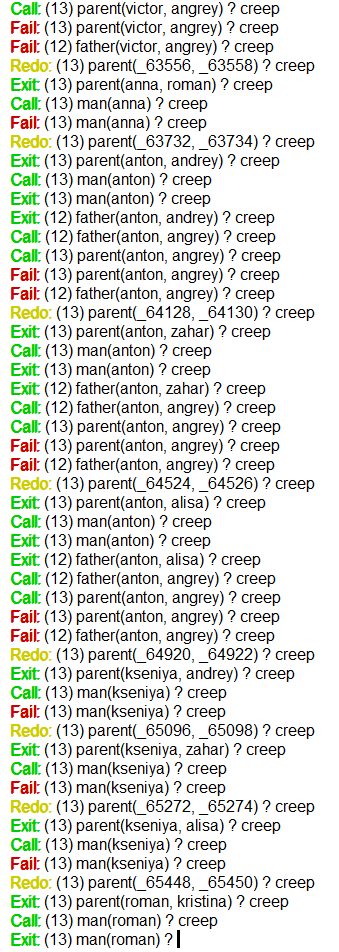 Call: (13) parent(victor, angrey) ? creep
Fail: (13) parent(victor, angrey) ? creep
Fail: (12) father(victor, angrey) ? creep
Redo: (13) parent(_63556, _63558) ? creep
Exit: (13) parent(anna, roman) ? creep
Call: (13) man(anna) ? creep
Fail: (13) man(anna) ? creep
Redo: (13) parent(_63732, _63734) ? creep
Exit: (13) parent(anton, andrey) ? creep
Call: (13) man(anton) ? creep
Exit: (13) man(anton) ? creep
Exit: (12) father(anton, andrey) ? creep
Call: (12) father(anton, angrey) ? creep
Call: (13) parent(anton, angrey) ? creep
Fail: (13) parent(anton, angrey) ? creep
Fail: (12) father(anton, angrey) ? creep
Redo: (13) parent(_64128, _64130) ? creep
Exit: (13) parent(anton, zahar) ? creep
Call: (13) man(anton) ? creep
Exit: (13) man(anton) ? creep
Exit: (12) father(anton, zahar) ? creep
Call: (12) father(anton, angrey) ? creep
Call: (13) parent(anton, angrey) ? creep
Fail: (13) parent(anton, angrey) ? creep
Fail: (12) father(anton, angrey) ? creep
Redo: (13) parent(_64524, _64526) ? creep
Exit: (13) parent(anton, alisa) ? creep
Call: (13) man(anton) ? creep
Exit: (13) man(anton) ? creep
Exit: (12) father(anton, alisa) ? creep
Call: (12) father(anton, angrey) ? creep
Call: (13) parent(anton, angrey) ? creep
Fail: (13) parent(anton, angrey) ? creep
Fail: (12) father(anton, angrey) ? creep
Redo: (13) parent(_64920, _64922) ? creep
Exit: (13) parent(kseniya, andrey) ? creep
Call: (13) man(kseniya) ? creep
Fail: (13) man(kseniya) ? creep
Redo: (13) parent(_65096, _65098) ? creep
Exit: (13) parent(kseniya, zahar) ? creep
Call: (13) man(kseniya) ? creep
Fail: (13) man(kseniya) ? creep
Redo: (13) parent(_65272, _65274) ? creep
Exit: (13) parent(kseniya, alisa) ? creep
Call: (13) man(kseniya) ? creep
Fail: (13) man(kseniya) ? creep
Redo: (13) parent(_65448, _65450) ? creep
Exit: (13) parent(roman, kristina) ? creep
Call: (13) man(roman) ? creep
Exit: (13) man(roman) ?